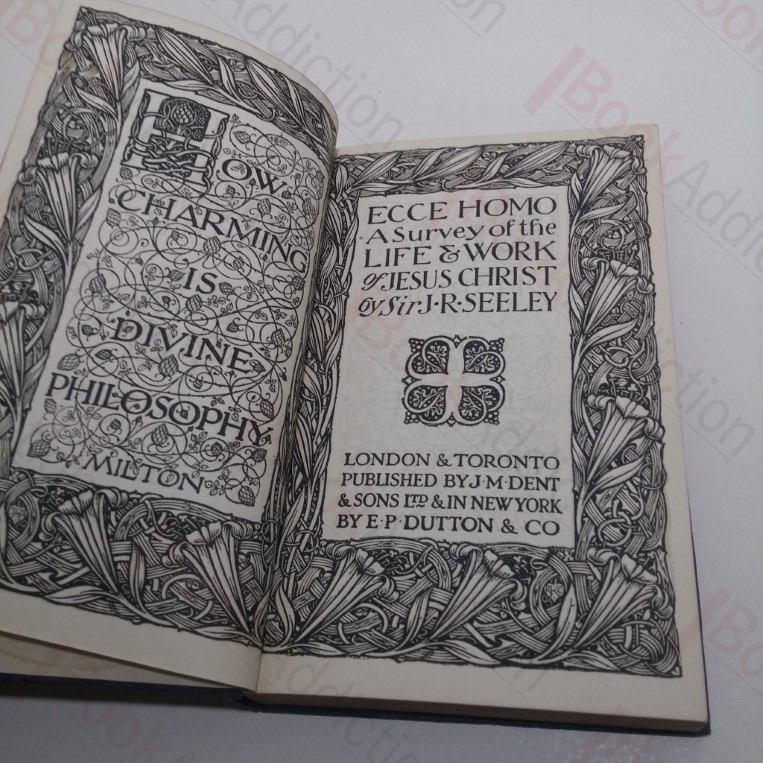 HOW
CHARMING
IS
DIVINE
PHILOSOPHY
MILTON
ECCE HOMO
A Survey of the
LIFE & WORK
of JESUS CHRIST
by Sir J·R·SEELEY
LONDON & TORONTO
PUBLISHED BY J·M·DENT
& SONS LTD & IN NEW YORK
BY E·P·DUTTON & CO
BookAddiction